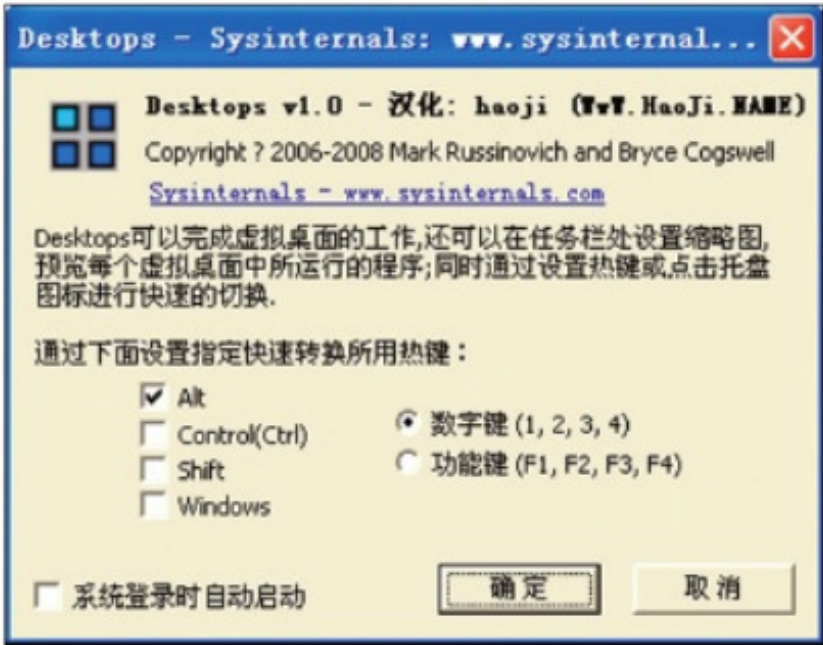 Desktops - Sysinternals: www.sysinternal...
Desktops v1.0 - 汉化: haoji (WwW.HaoJi.NAME)
Copyright ? 2006-2008 Mark Russinovich and Bryce Cogswell
Sysinternals - www.sysinternals.com
Desktops可以完成虚拟桌面的工作,还可以在任务栏处设置缩略图,
预览每个虚拟桌面中所运行的程序;同时通过设置热键或点击托盘
图标进行快速的切换.
通过下面设置指定快速转换所用热键：
Alt
Control(Ctrl)
Shift
Windows
数字键 (1, 2, 3, 4)
功能键 (F1, F2, F3, F4)
系统登录时自动启动
确定
取消